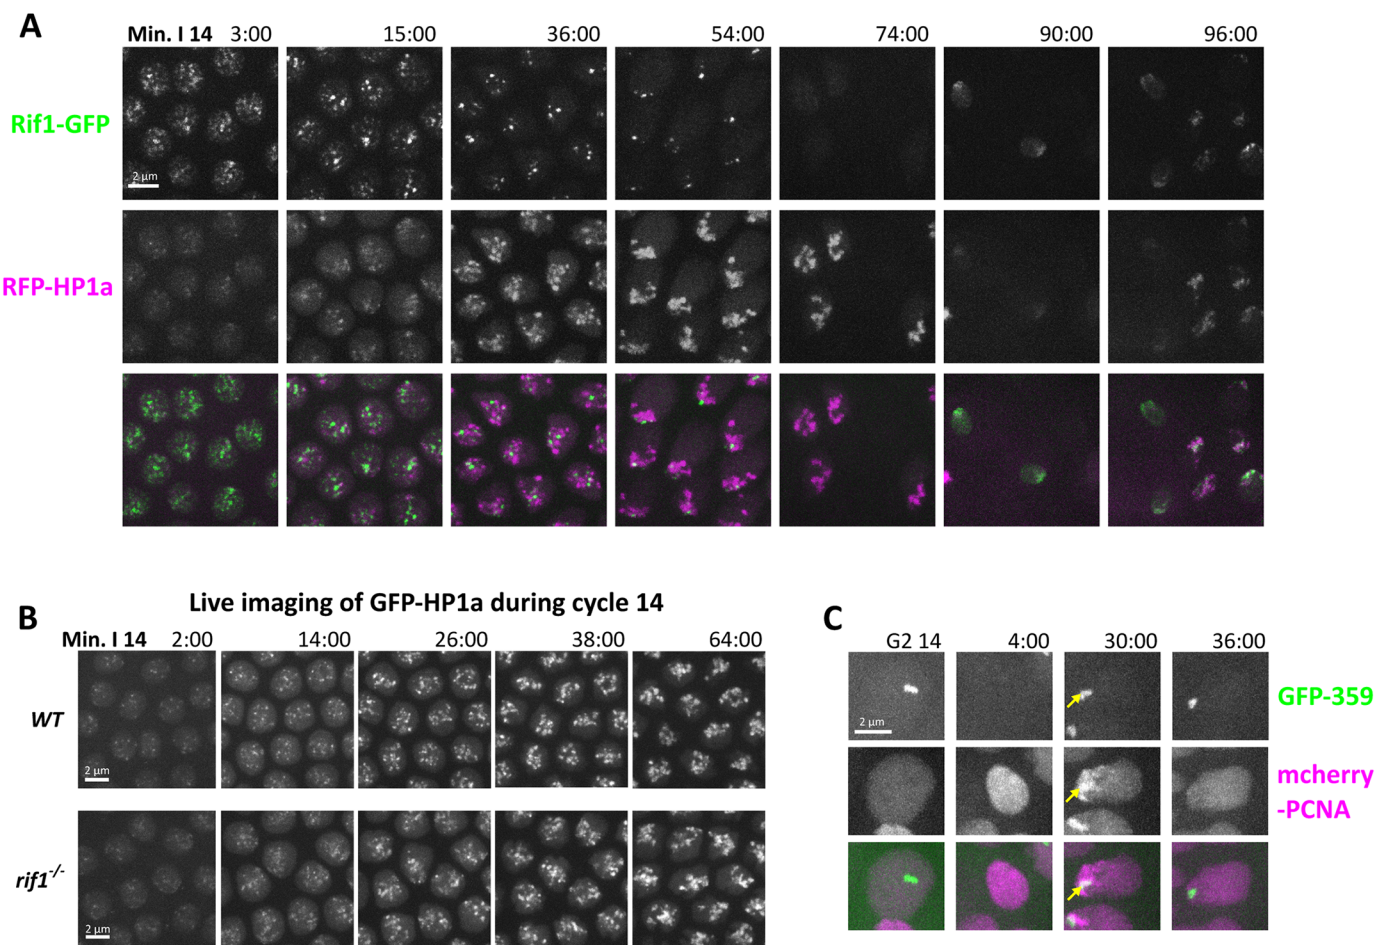 A
Min. I 14 3:00 15:00 36:00 54:00 74:00 90:00 96:00
Rif1-GFP
2 µm
RFP-HP1a
Live imaging of GFP-HP1a during cycle 14
B
Min. I 14 2:00 14:00 26:00 38:00 64:00
WT
2 µm
rif1-/-
2 µm
C
G2 14 4:00 30:00 36:00
GFP-359
2 µm
mcherry
-PCNA